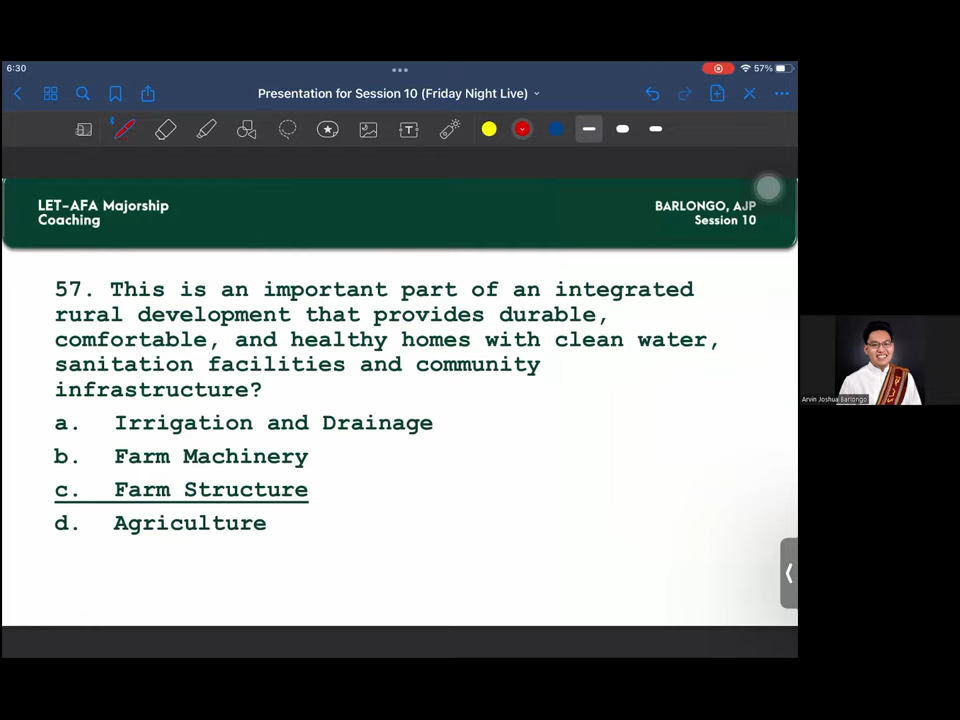 6:30
57%
Presentation for Session 10 (Friday Night Live)
T
LET-AFA Majorship
Coaching
BARLONGO, AJP
Session 10
57. This is an important part of an integrated
rural development that provides durable,
comfortable, and healthy homes with clean water,
sanitation facilities and community
infrastructure?
a. Irrigation and Drainage
b. Farm Machinery
c. Farm Structure
d. Agriculture
Arvin Joshua Barlongo